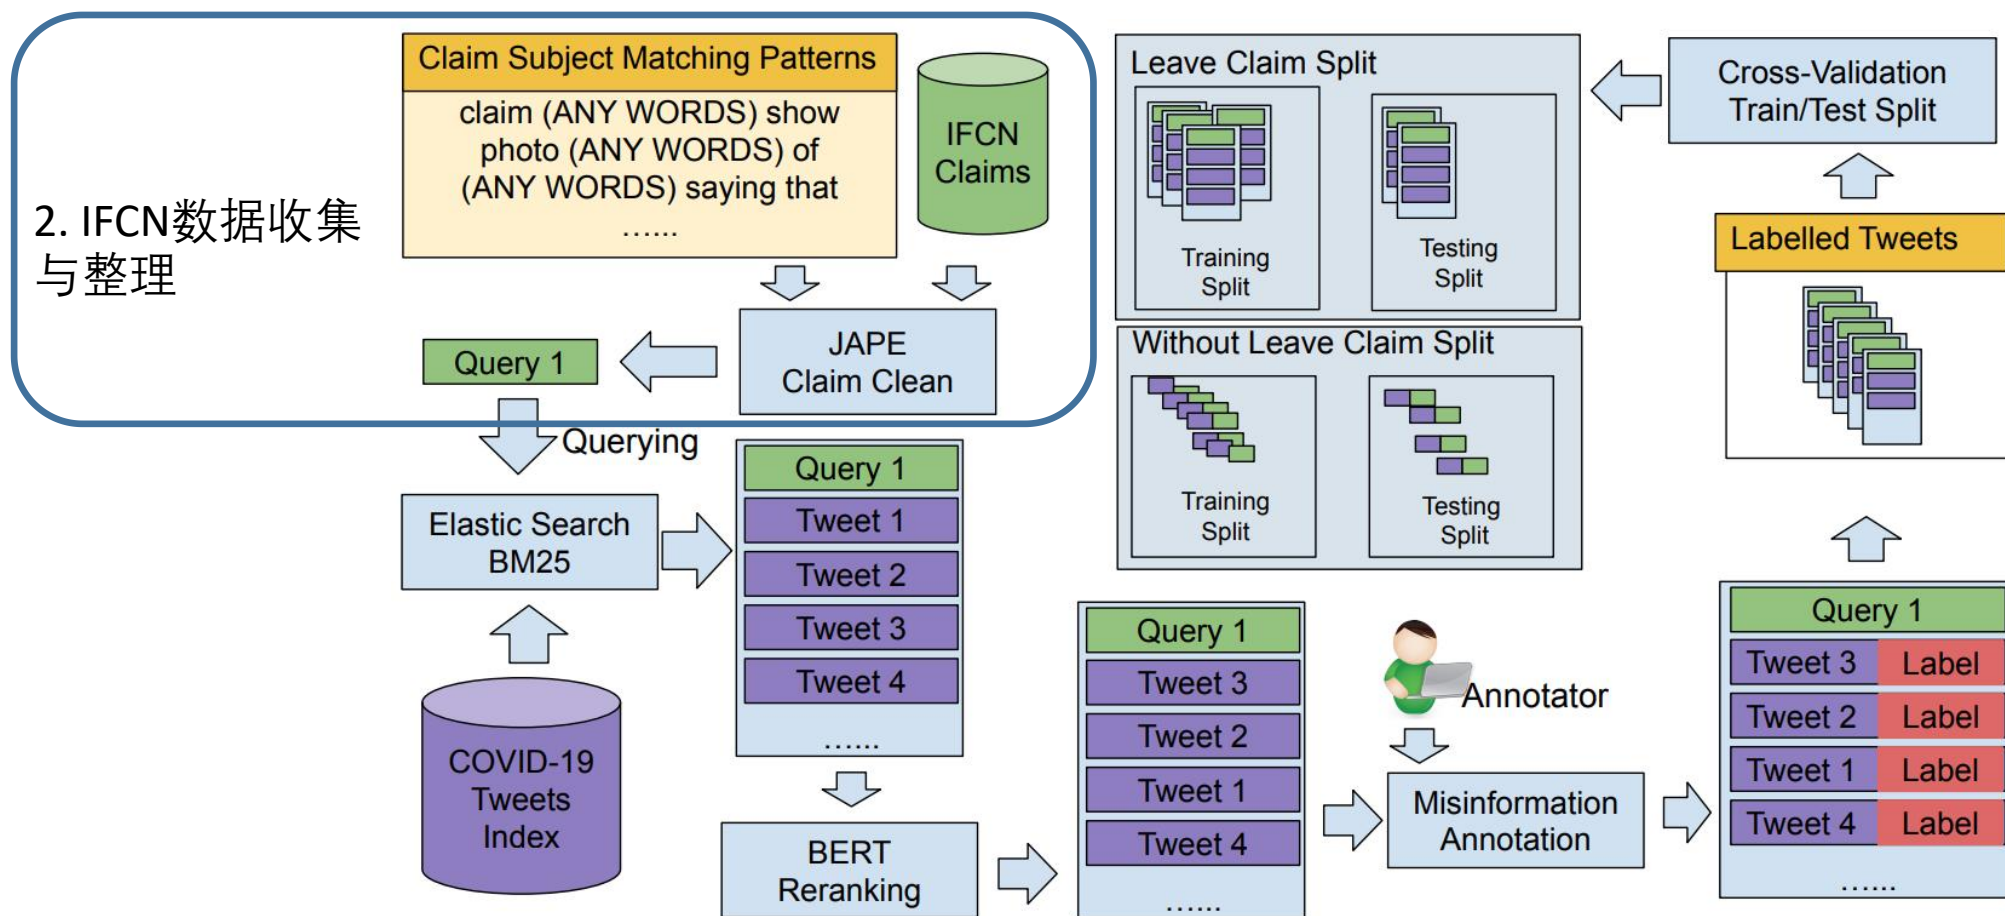 2. IFCN数据收集
与整理
Claim Subject Matching Patterns
claim (ANY WORDS) show
photo (ANY WORDS) of
(ANY WORDS) saying that
…...
IFCN
Claims
JAPE
Claim Clean
Query 1
Querying
Elastic Search
BM25
COVID-19
Tweets
Index
Query 1
Tweet 1
Tweet 2
Tweet 3
Tweet 4
…...
BERT
Reranking
Query 1
Tweet 3
Tweet 2
Tweet 1
Tweet 4
…...
Annotator
Misinformation
Annotation
Query 1
Tweet 3 Label
Tweet 2 Label
Tweet 1 Label
Tweet 4 Label
…...
Labelled Tweets
Cross-Validation
Train/Test Split
Leave Claim Split
Training
Split
Testing
Split
Without Leave Claim Split
Training
Split
Testing
Split